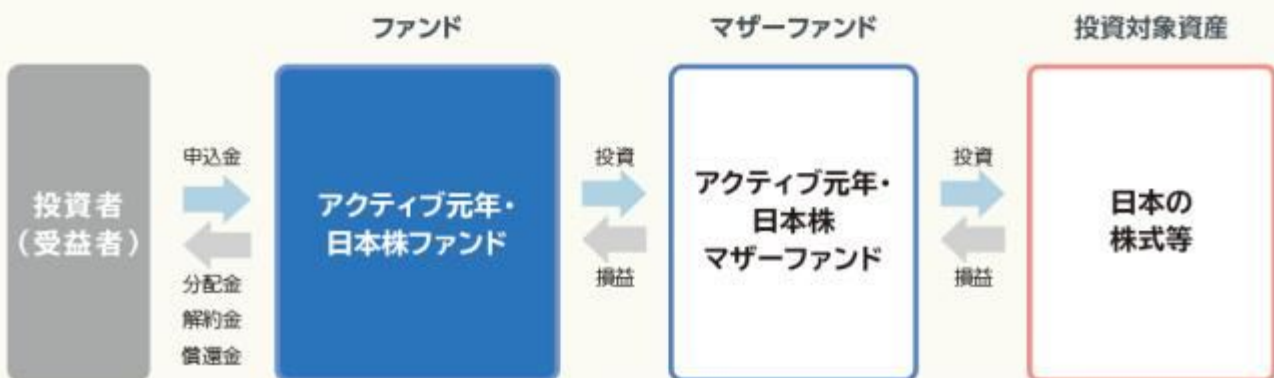 ファンド
マザーファンド
投資対象資産
投資者
(受益者)
申込金
分配金
解約金
償還金
アクティブ元年・
日本株ファンド
投資
損益
アクティブ元年・
日本株
マザーファンド
投資
損益
日本の
株式等